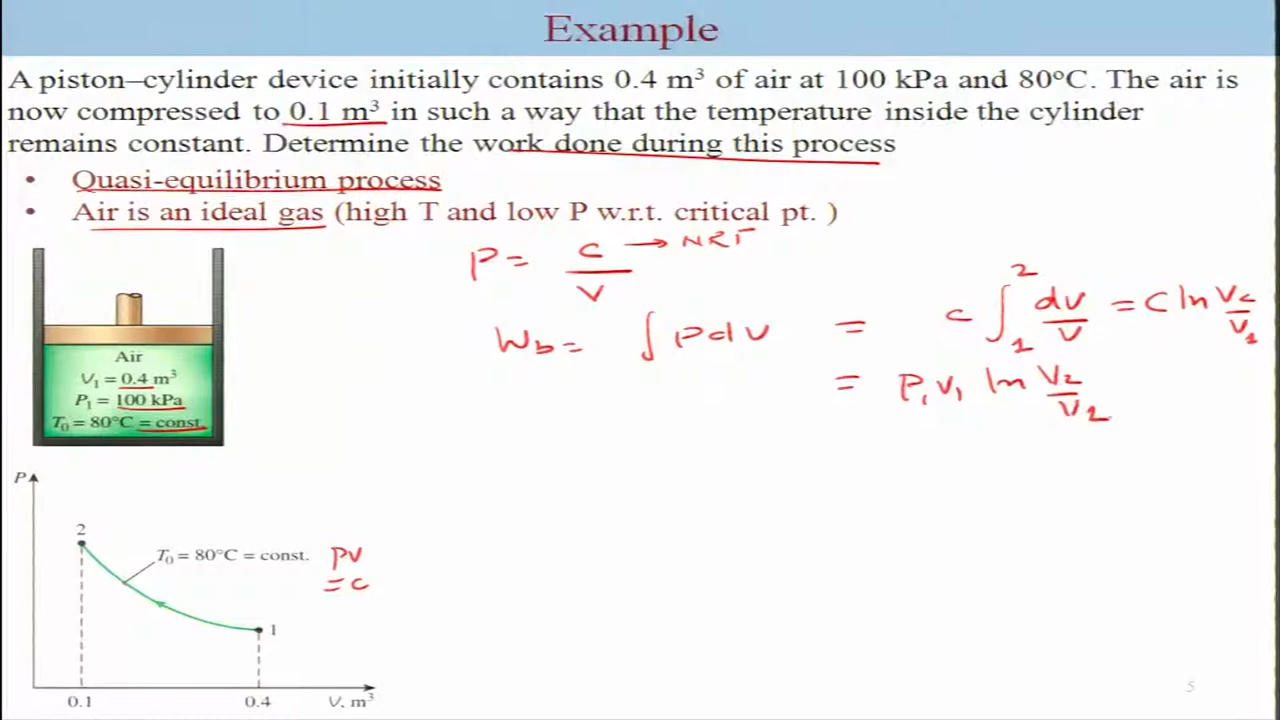 Example
A piston–cylinder device initially contains 0.4 m³ of air at 100 kPa and 80°C. The air is
now compressed to 0.1 m³ in such a way that the temperature inside the cylinder
remains constant. Determine the work done during this process
• Quasi-equilibrium process
• Air is an ideal gas (high T and low P w.r.t. critical pt. )
P = C/V → NRT
W_b = ∫ P dV = C ∫₁² dV/V = C ln V₂/V₁
= P₁V₁ ln V₂/V₂
Air
V₁ = 0.4 m³
P₁ = 100 kPa
T₀ = 80°C = const.
P
2
T₀ = 80°C = const.
PV
= C
1
0.1
0.4
V, m³
5